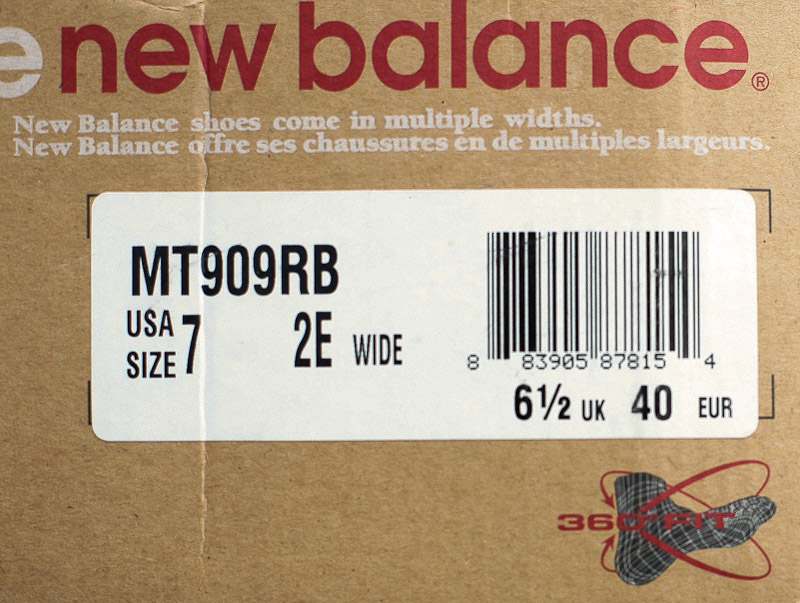 e new balance®
New Balance shoes come in multiple widths.
New Balance offre ses chaussures en de multiples largeurs.
MT909RB
USA SIZE 7 2E WIDE
8 83905 87815 4
6½ UK 40 EUR
360° FIT